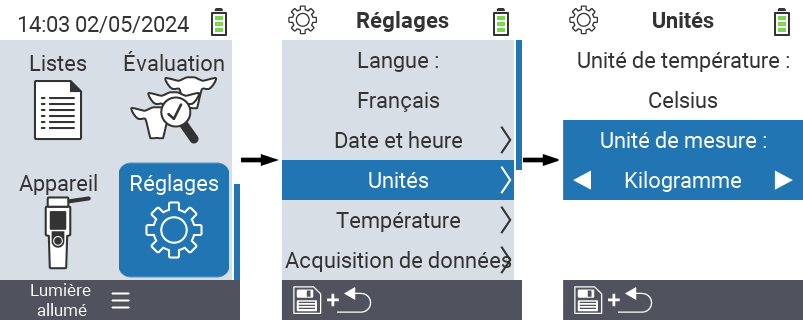 14:03 02/05/2024
Listes
Évaluation
Appareil
Réglages
Lumière
allumé
Réglages
Langue :
Français
Date et heure
Unités
Température
Acquisition de données
+
Unités
Unité de température :
Celsius
Unité de mesure :
Kilogramme
+